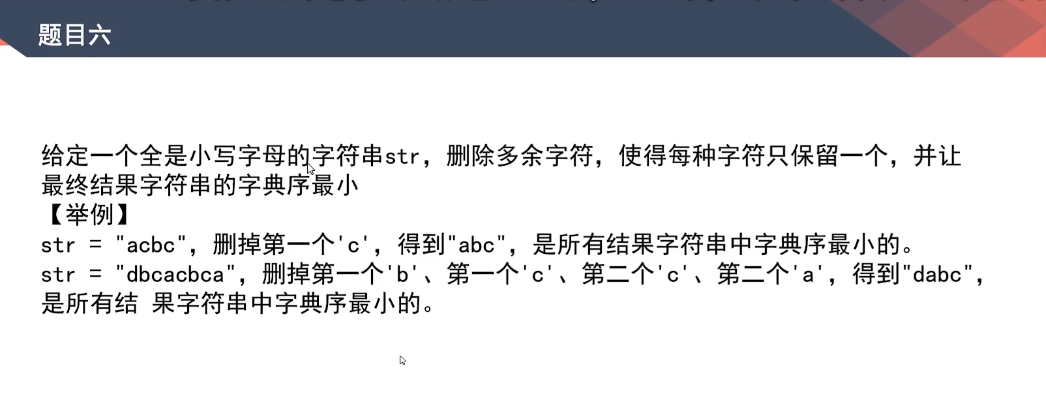 题目六
给定一个全是小写字母的字符串str，删除多余字符，使得每种字符只保留一个，并让
最终结果字符串的字典序最小
【举例】
str = "acbc"，删掉第一个'c'，得到"abc"，是所有结果字符串中字典序最小的。
str = "dbcacbca"，删掉第一个'b'、第一个'c'、第二个'c'、第二个'a'，得到"dabc"，
是所有结 果字符串中字典序最小的。